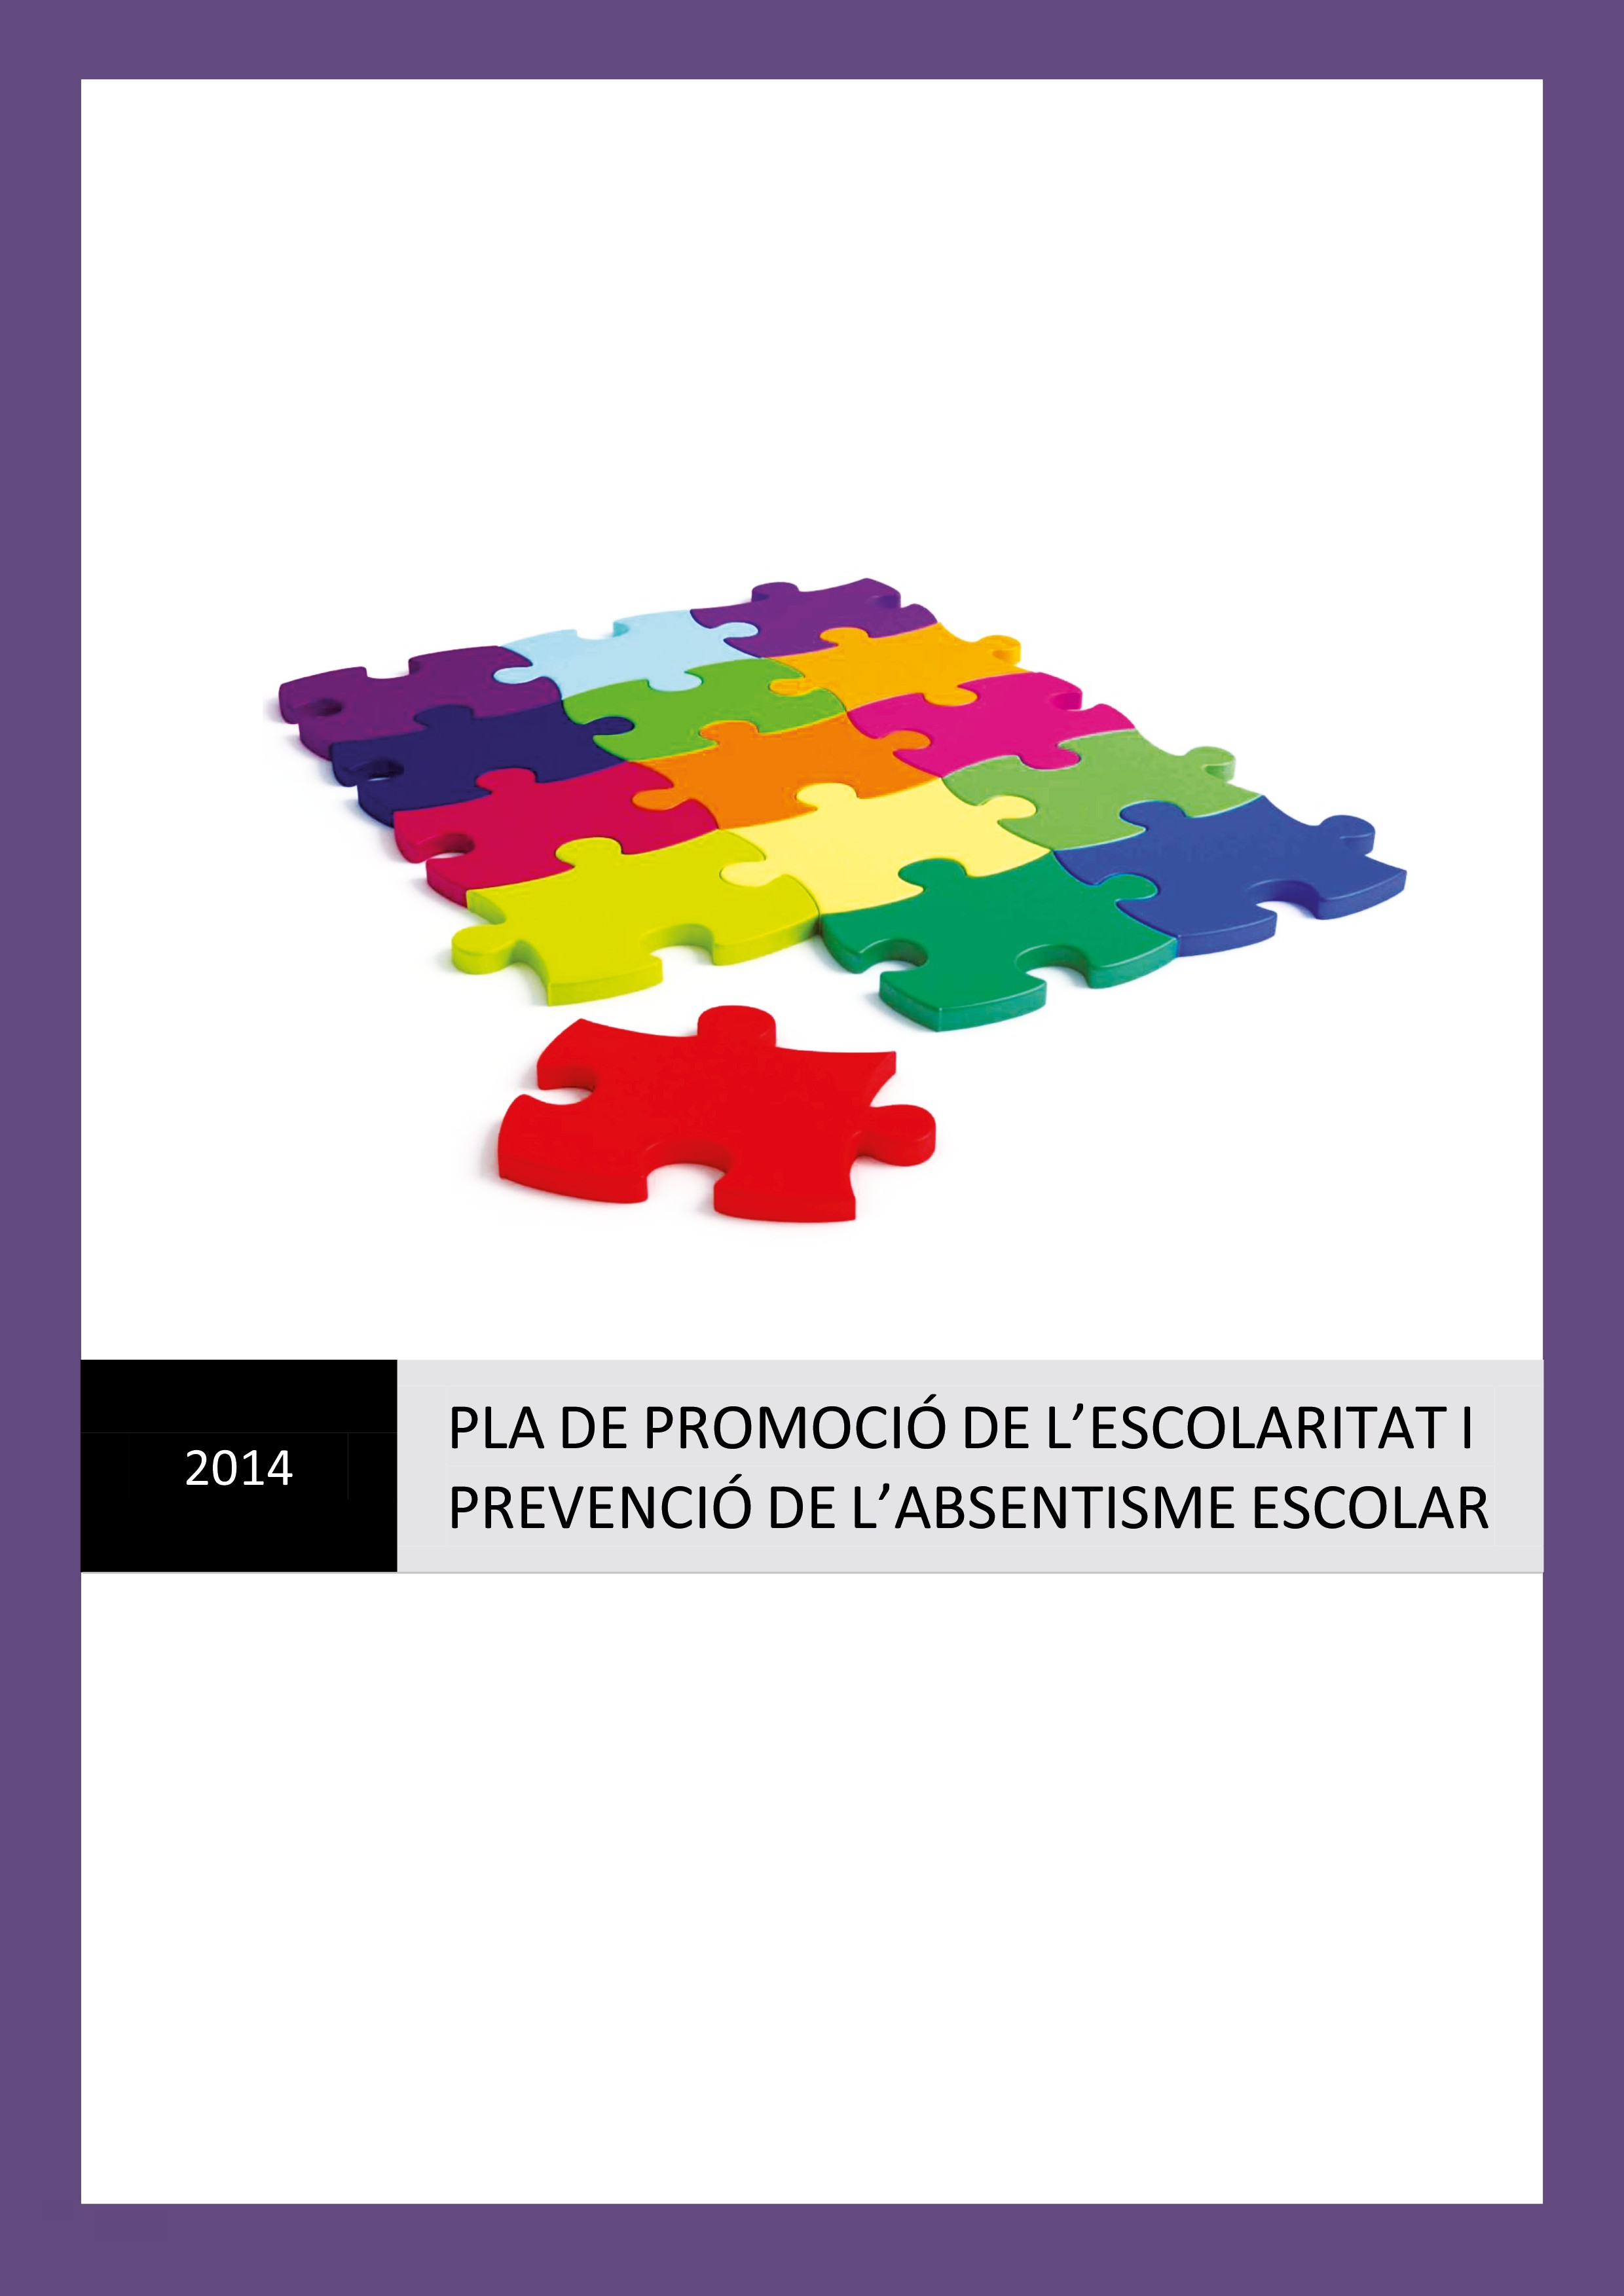 2014
PLA DE PROMOCIÓ DE L’ESCOLARITAT I
PREVENCIÓ DE L’ABSENTISME ESCOLAR